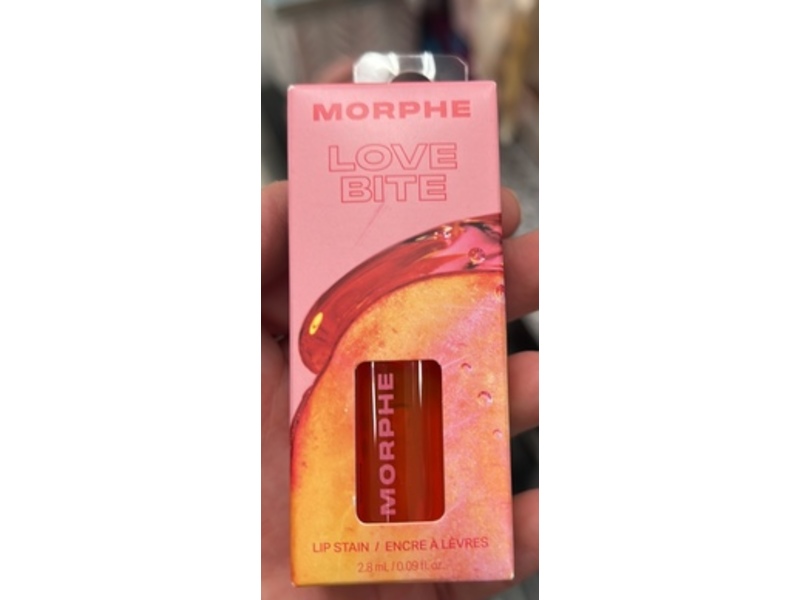 MORPHE
LOVE
BITE
MORPHE
LIP STAIN / ENCRE À LÈVRES
2.8 mL / 0.09 fl. oz.